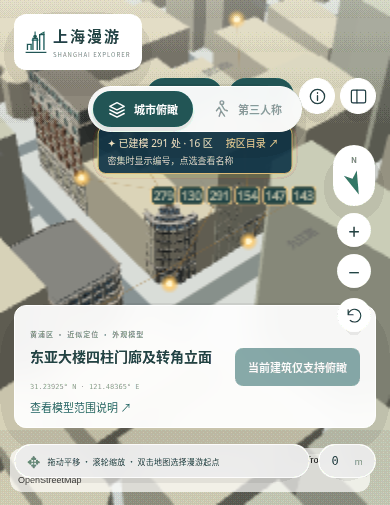 上海漫游
SHANGHAI EXPLORER
城市俯瞰
第三人称
✦ 已建模 291 处 · 16 区 按区目录 ↗
密集时显示编号，点选查看名称
N
279 130 291 154 147 143
+
−
黄浦区 · 近似定位 · 外观模型
东亚大楼四柱门廊及转角立面
当前建筑仅支持俯瞰
31.23925° N · 121.48365° E
查看模型范围说明 ↗
拖动平移 · 滚轮缩放 · 双击地图选择漫游起点
0 m
OpenStreetMap